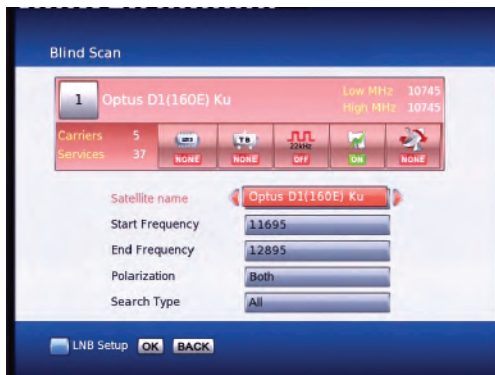 Blind Scan
1 Optus D1(160E) Ku Low MHz 10745
High MHz 10745
Carriers 5
Services 37
NONE NONE 22kHz OFF ON NONE
Satellite name Optus D1(160E) Ku
Start Frequency 11695
End Frequency 12895
Polarization Both
Search Type All
LNB Setup OK BACK